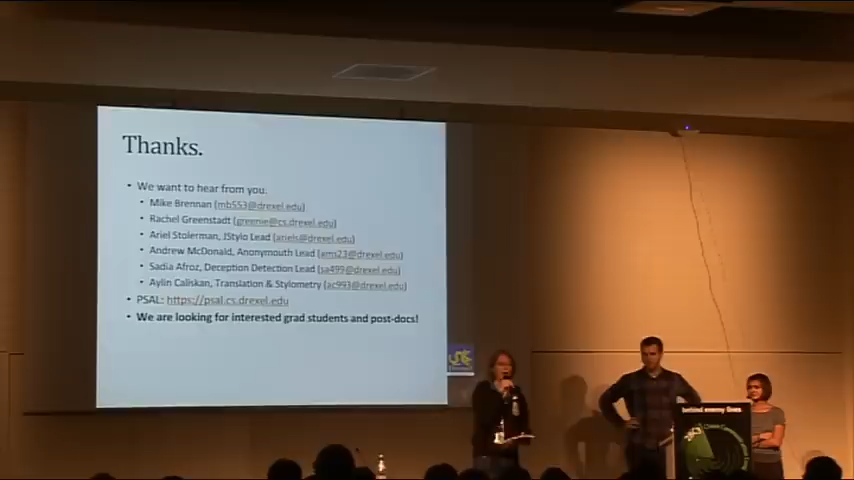 Thanks.
• We want to hear from you.
• Mike Brennan (mb553@drexel.edu)
• Rachel Greenstadt (greenie@cs.drexel.edu)
• Ariel Stolerman, JStylo Lead (ariels@drexel.edu)
• Andrew McDonald, Anonymouth Lead (ams23@drexel.edu)
• Sadia Afroz, Deception Detection Lead (sa499@drexel.edu)
• Aylin Caliskan, Translation & Stylometry (ac993@drexel.edu)
• PSAL: https://psal.cs.drexel.edu
• We are looking for interested grad students and post-docs!
behind enemy lines